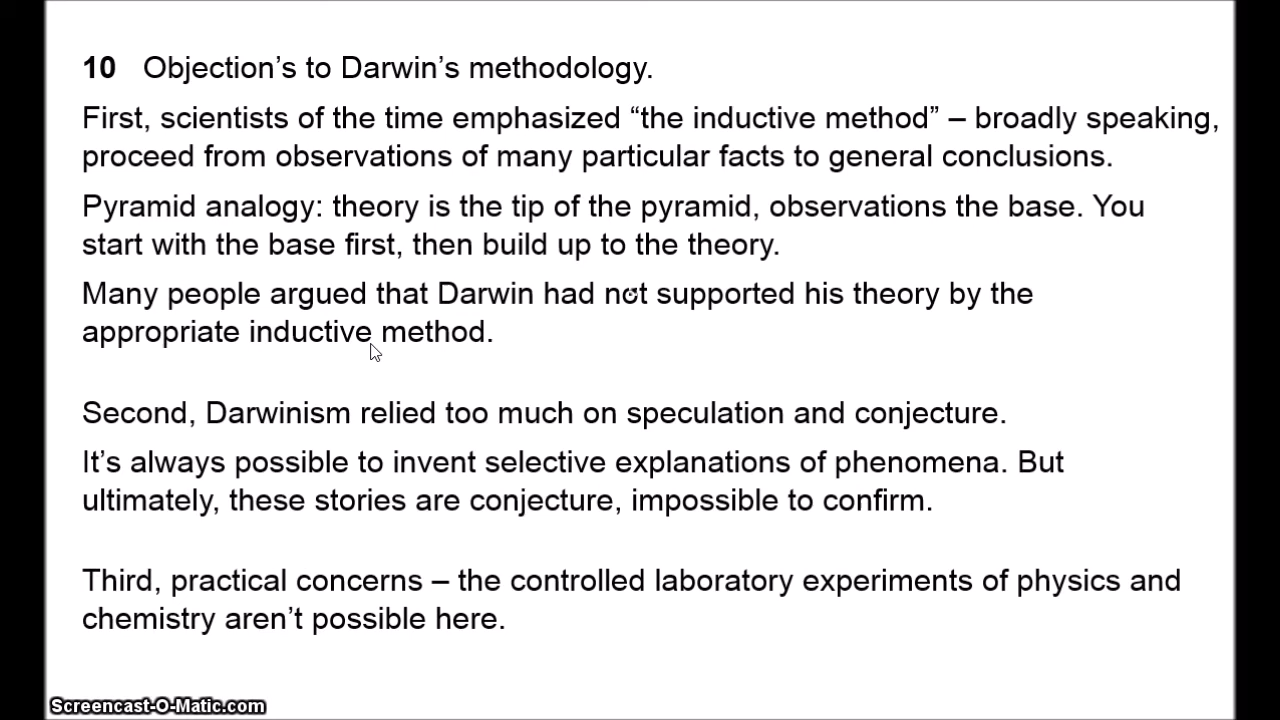 10 Objection’s to Darwin’s methodology.
First, scientists of the time emphasized “the inductive method” – broadly speaking,
proceed from observations of many particular facts to general conclusions.
Pyramid analogy: theory is the tip of the pyramid, observations the base. You
start with the base first, then build up to the theory.
Many people argued that Darwin had not supported his theory by the
appropriate inductive method.
Second, Darwinism relied too much on speculation and conjecture.
It’s always possible to invent selective explanations of phenomena. But
ultimately, these stories are conjecture, impossible to confirm.
Third, practical concerns – the controlled laboratory experiments of physics and
chemistry aren’t possible here.
Screencast-O-Matic.com